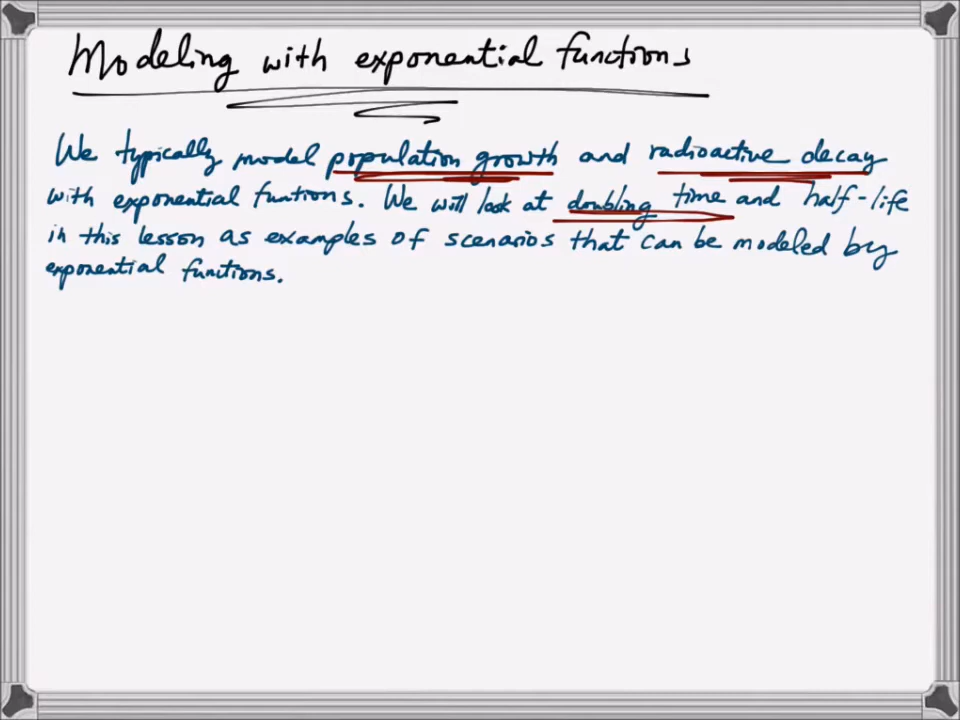 Modeling with exponential functions
We typically model population growth and radioactive decay
with exponential funtions. We will look at doubling time and half-life
in this lesson as examples of scenarios that can be modeled by
exponential functions.